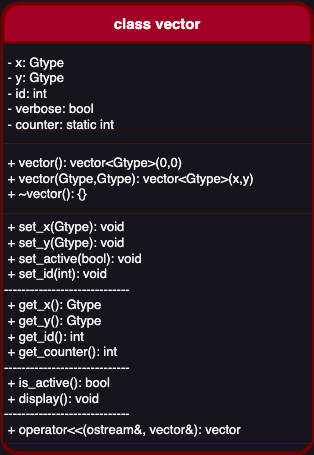 class vector
- x: Gtype
- y: Gtype
- id: int
- verbose: bool
- counter: static int
+ vector(): vector<Gtype>(0,0)
+ vector(Gtype,Gtype): vector<Gtype>(x,y)
+ ~vector(): {}
+ set_x(Gtype): void
+ set_y(Gtype): void
+ set_active(bool): void
+ set_id(int): void
-----------------------------
+ get_x(): Gtype
+ get_y(): Gtype
+ get_id(): int
+ get_counter(): int
-----------------------------
+ is_active(): bool
+ display(): void
-----------------------------
+ operator<<(ostream&, vector&): vector